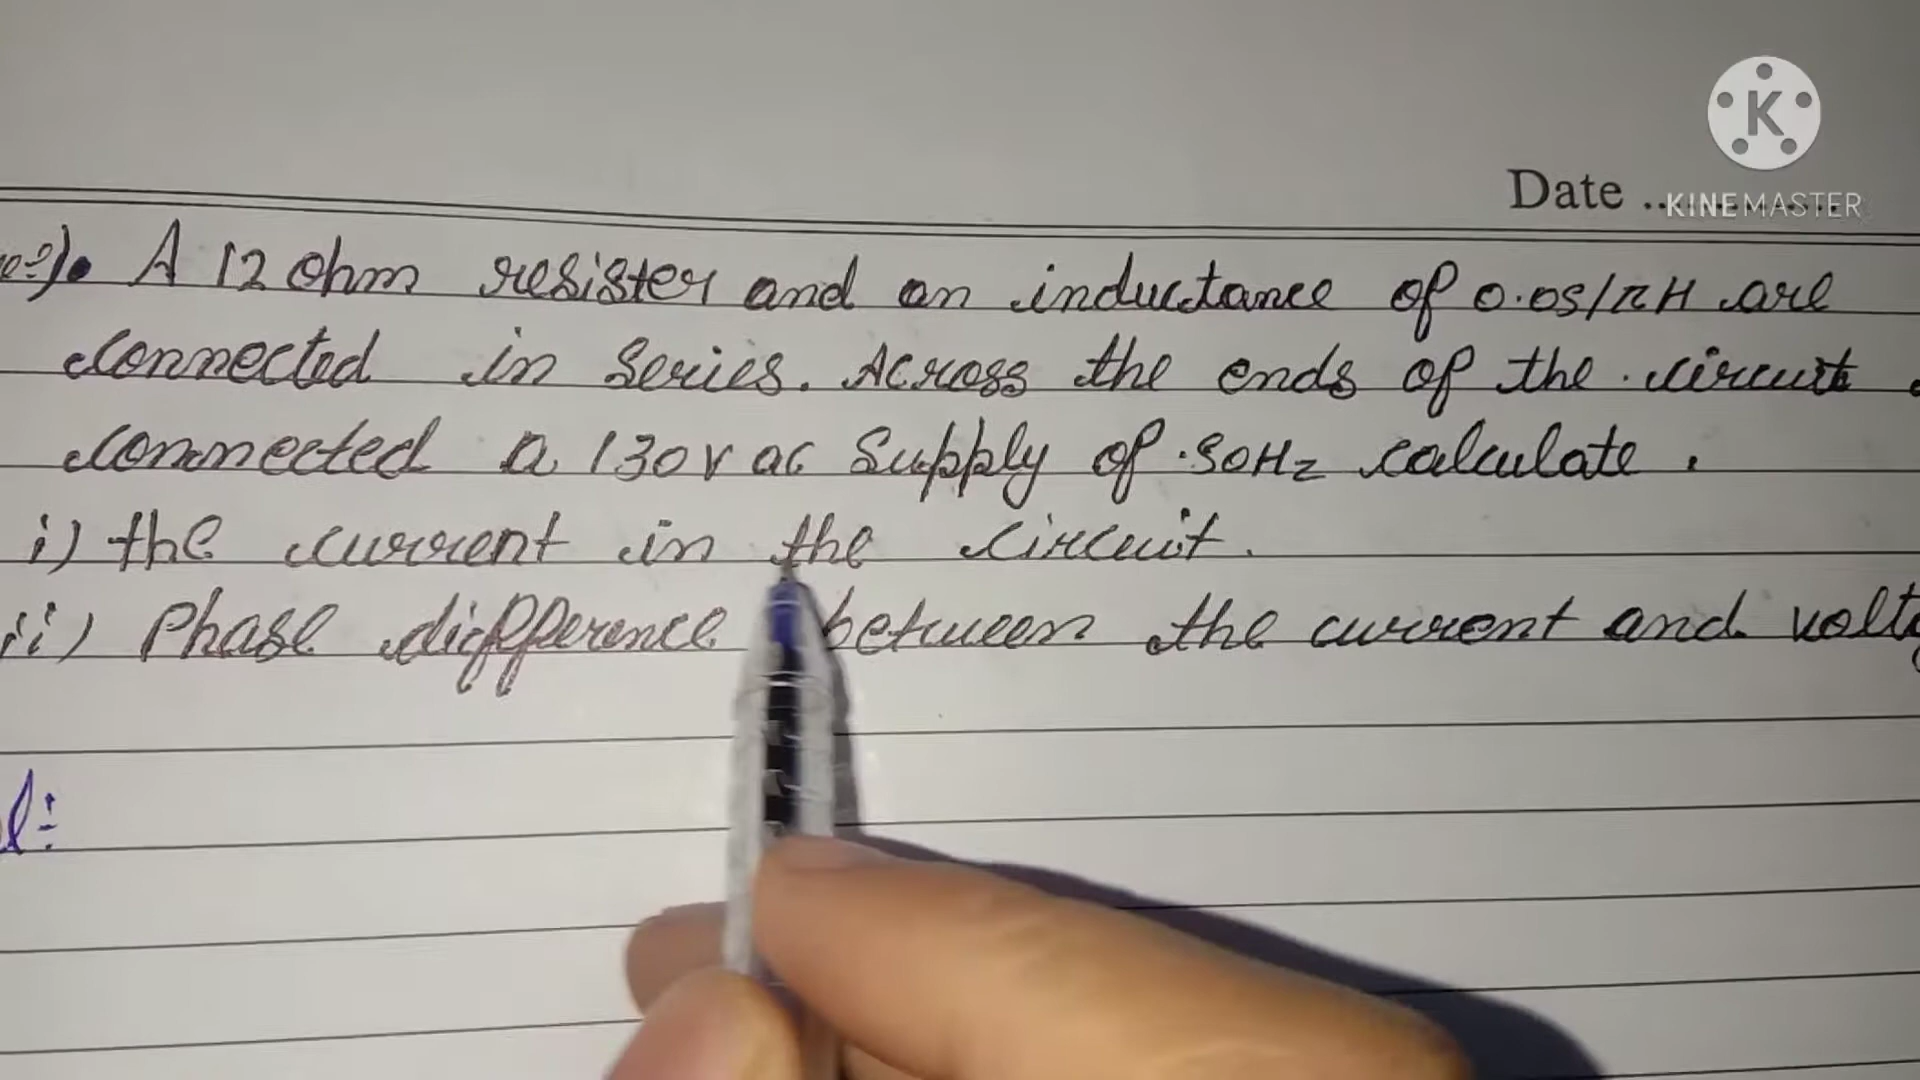 K
KINEMASTER
Date ..............
A 12 ohm resister and an inductance of 0.05/πH are
connected in Series. Across the ends of the circuit
connected a 130V ac Supply of 50Hz calculate.
i) the current in the circuit.
ii) Phase difference between the current and volta